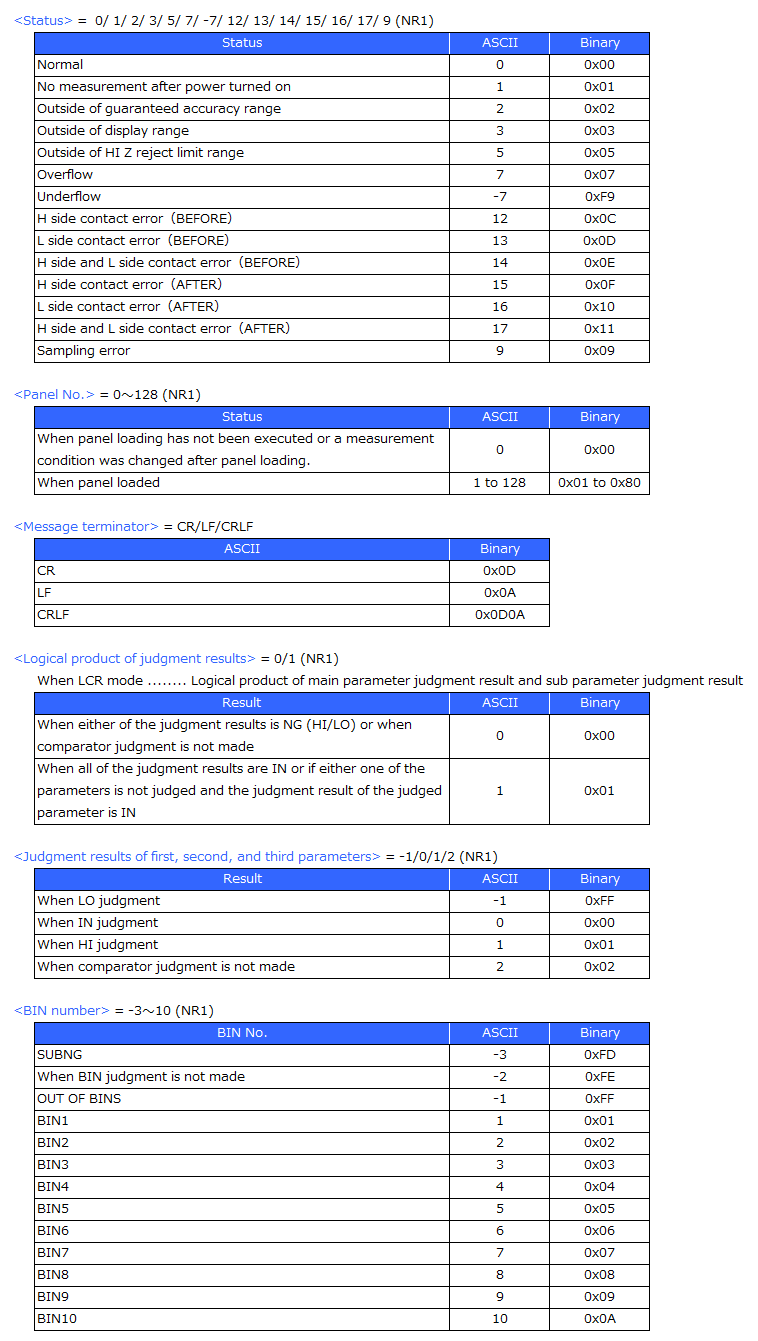 <Status> = 0/ 1/ 2/ 3/ 5/ 7/ -7/ 12/ 13/ 14/ 15/ 16/ 17/ 9 (NR1)
Status ASCII Binary
Normal 0 0x00
No measurement after power turned on 1 0x01
Outside of guaranteed accuracy range 2 0x02
Outside of display range 3 0x03
Outside of HI Z reject limit range 5 0x05
Overflow 7 0x07
Underflow -7 0xF9
H side contact error（BEFORE） 12 0x0C
L side contact error（BEFORE） 13 0x0D
H side and L side contact error（BEFORE） 14 0x0E
H side contact error（AFTER） 15 0x0F
L side contact error（AFTER） 16 0x10
H side and L side contact error（AFTER） 17 0x11
Sampling error 9 0x09
<Panel No.> = 0～128 (NR1)
Status ASCII Binary
When panel loading has not been executed or a measurement
condition was changed after panel loading. 0 0x00
When panel loaded 1 to 128 0x01 to 0x80
<Message terminator> = CR/LF/CRLF
ASCII Binary
CR 0x0D
LF 0x0A
CRLF 0x0D0A
<Logical product of judgment results> = 0/1 (NR1)
When LCR mode ........ Logical product of main parameter judgment result and sub parameter judgment result
Result ASCII Binary
When either of the judgment results is NG (HI/LO) or when
comparator judgment is not made 0 0x00
When all of the judgment results are IN or if either one of the
parameters is not judged and the judgment result of the judged 1 0x01
parameter is IN
<Judgment results of first, second, and third parameters> = -1/0/1/2 (NR1)
Result ASCII Binary
When LO judgment -1 0xFF
When IN judgment 0 0x00
When HI judgment 1 0x01
When comparator judgment is not made 2 0x02
<BIN number> = -3～10 (NR1)
BIN No. ASCII Binary
SUBNG -3 0xFD
When BIN judgment is not made -2 0xFE
OUT OF BINS -1 0xFF
BIN1 1 0x01
BIN2 2 0x02
BIN3 3 0x03
BIN4 4 0x04
BIN5 5 0x05
BIN6 6 0x06
BIN7 7 0x07
BIN8 8 0x08
BIN9 9 0x09
BIN10 10 0x0A